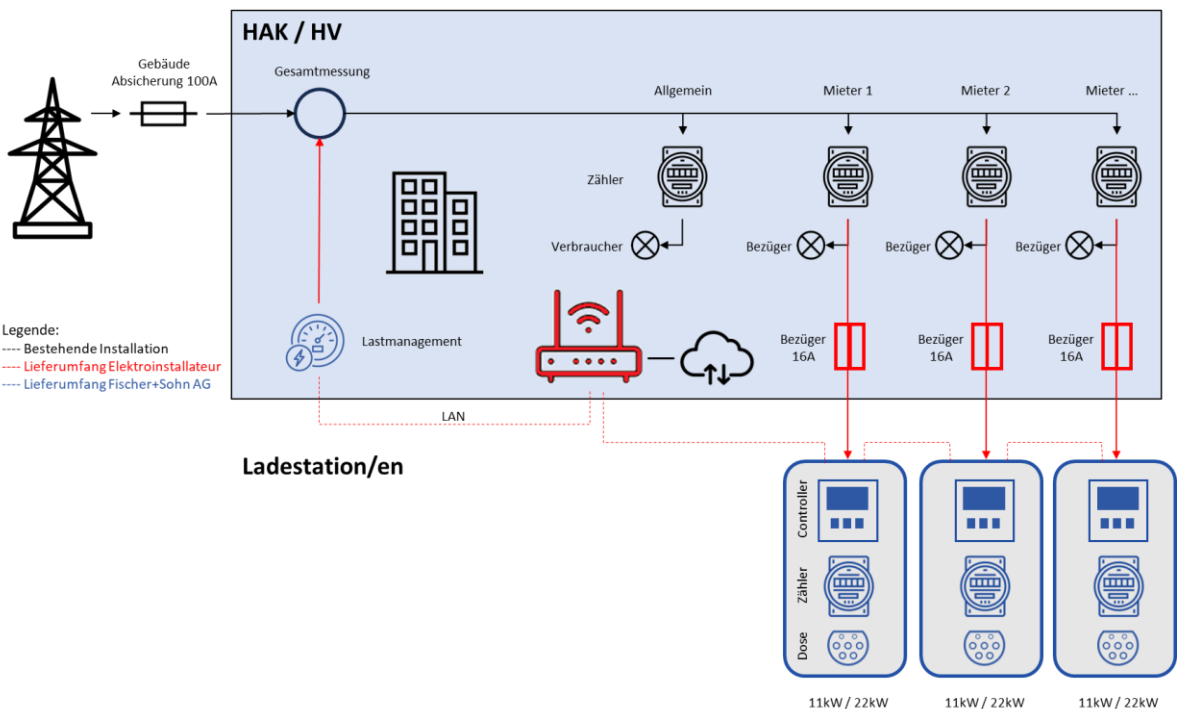 HAK / HV
Gebäude
Absicherung 100A
Gesamtmessung
Allgemein
Mieter 1
Mieter 2
Mieter ...
Zähler
Verbraucher
Bezüger
Bezüger
Bezüger
Legende:
---- Bestehende Installation
---- Lieferumfang Elektroinstallateur
---- Lieferumfang Fischer+Sohn AG
Lastmanagement
Bezüger
16A
Bezüger
16A
Bezüger
16A
LAN
Ladestation/en
Controller
Zähler
Dose
11kW / 22kW
11kW / 22kW
11kW / 22kW